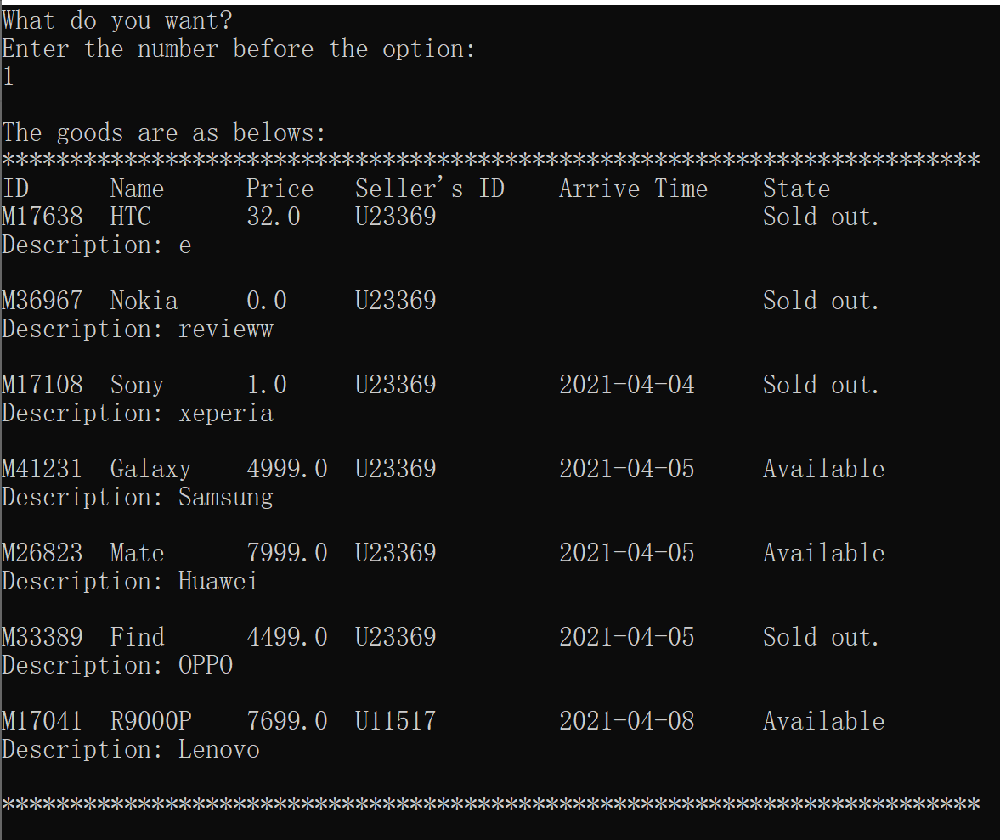 What do you want?
Enter the number before the option:
1
The goods are as belows:
************************************************************************
ID      Name      Price   Seller's ID    Arrive Time    State
M17638  HTC       32.0    U23369                        Sold out.
Description: e
M36967  Nokia     0.0     U23369                        Sold out.
Description: revieww
M17108  Sony      1.0     U23369         2021-04-04     Sold out.
Description: xeperia
M41231  Galaxy    4999.0  U23369         2021-04-05     Available
Description: Samsung
M26823  Mate      7999.0  U23369         2021-04-05     Available
Description: Huawei
M33389  Find      4499.0  U23369         2021-04-05     Sold out.
Description: OPPO
M17041  R9000P    7699.0  U11517         2021-04-08     Available
Description: Lenovo
************************************************************************